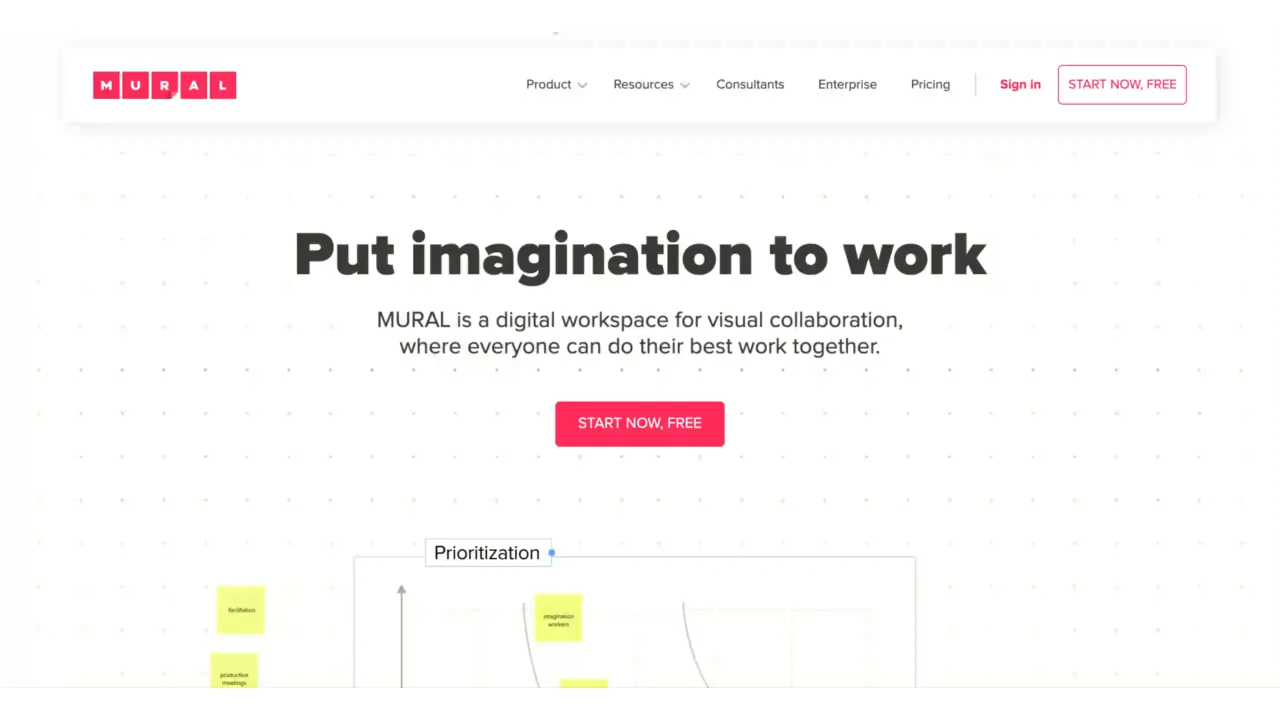 MURAL
Product
Resources
Consultants
Enterprise
Pricing
Sign in
START NOW, FREE
Put imagination to work
MURAL is a digital workspace for visual collaboration,
where everyone can do their best work together.
START NOW, FREE
Prioritization
facilitation
imagination
workers
productive
meetings